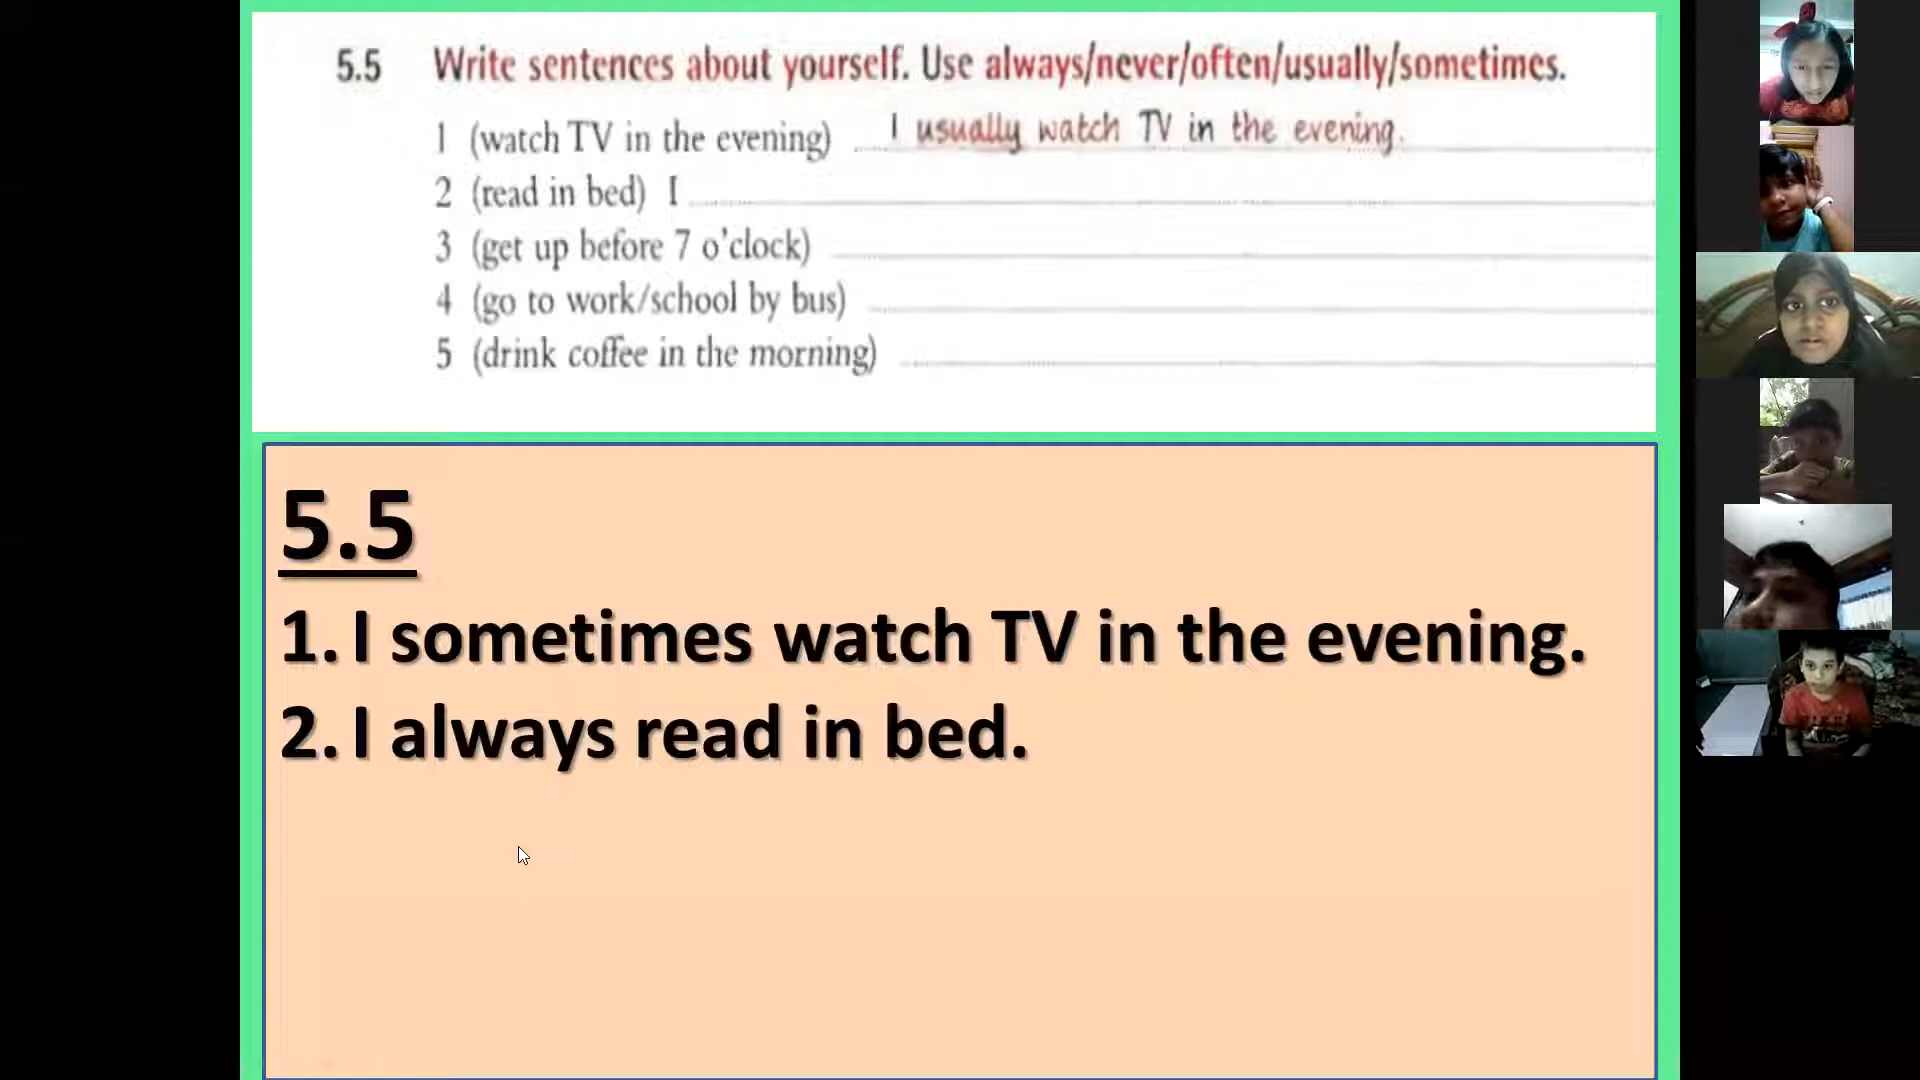 5.5 Write sentences about yourself. Use always/never/often/usually/sometimes.
1 (watch TV in the evening) I usually watch TV in the evening.
2 (read in bed) I
3 (get up before 7 o'clock)
4 (go to work/school by bus)
5 (drink coffee in the morning)
5.5
1. I sometimes watch TV in the evening.
2. I always read in bed.